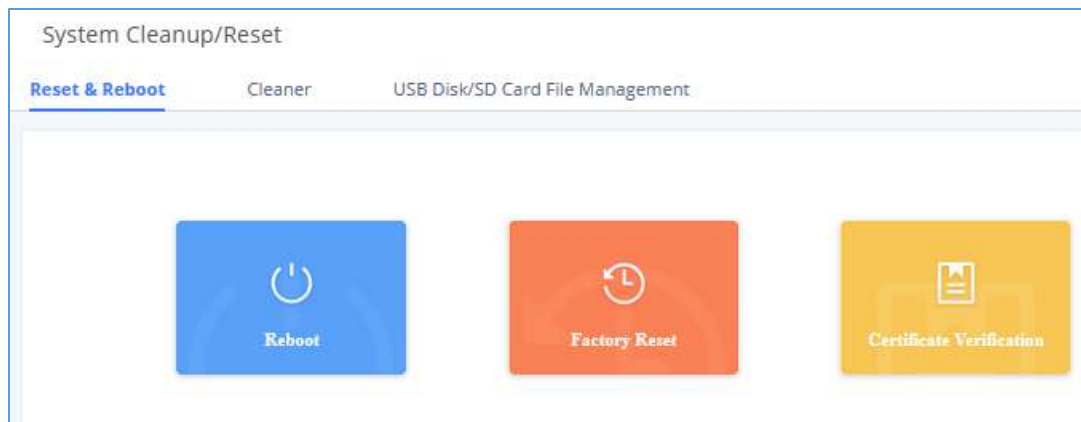 System Cleanup/Reset
Reset & Reboot Cleaner USB Disk/SD Card File Management
Reboot Factory Reset Certificate Verification